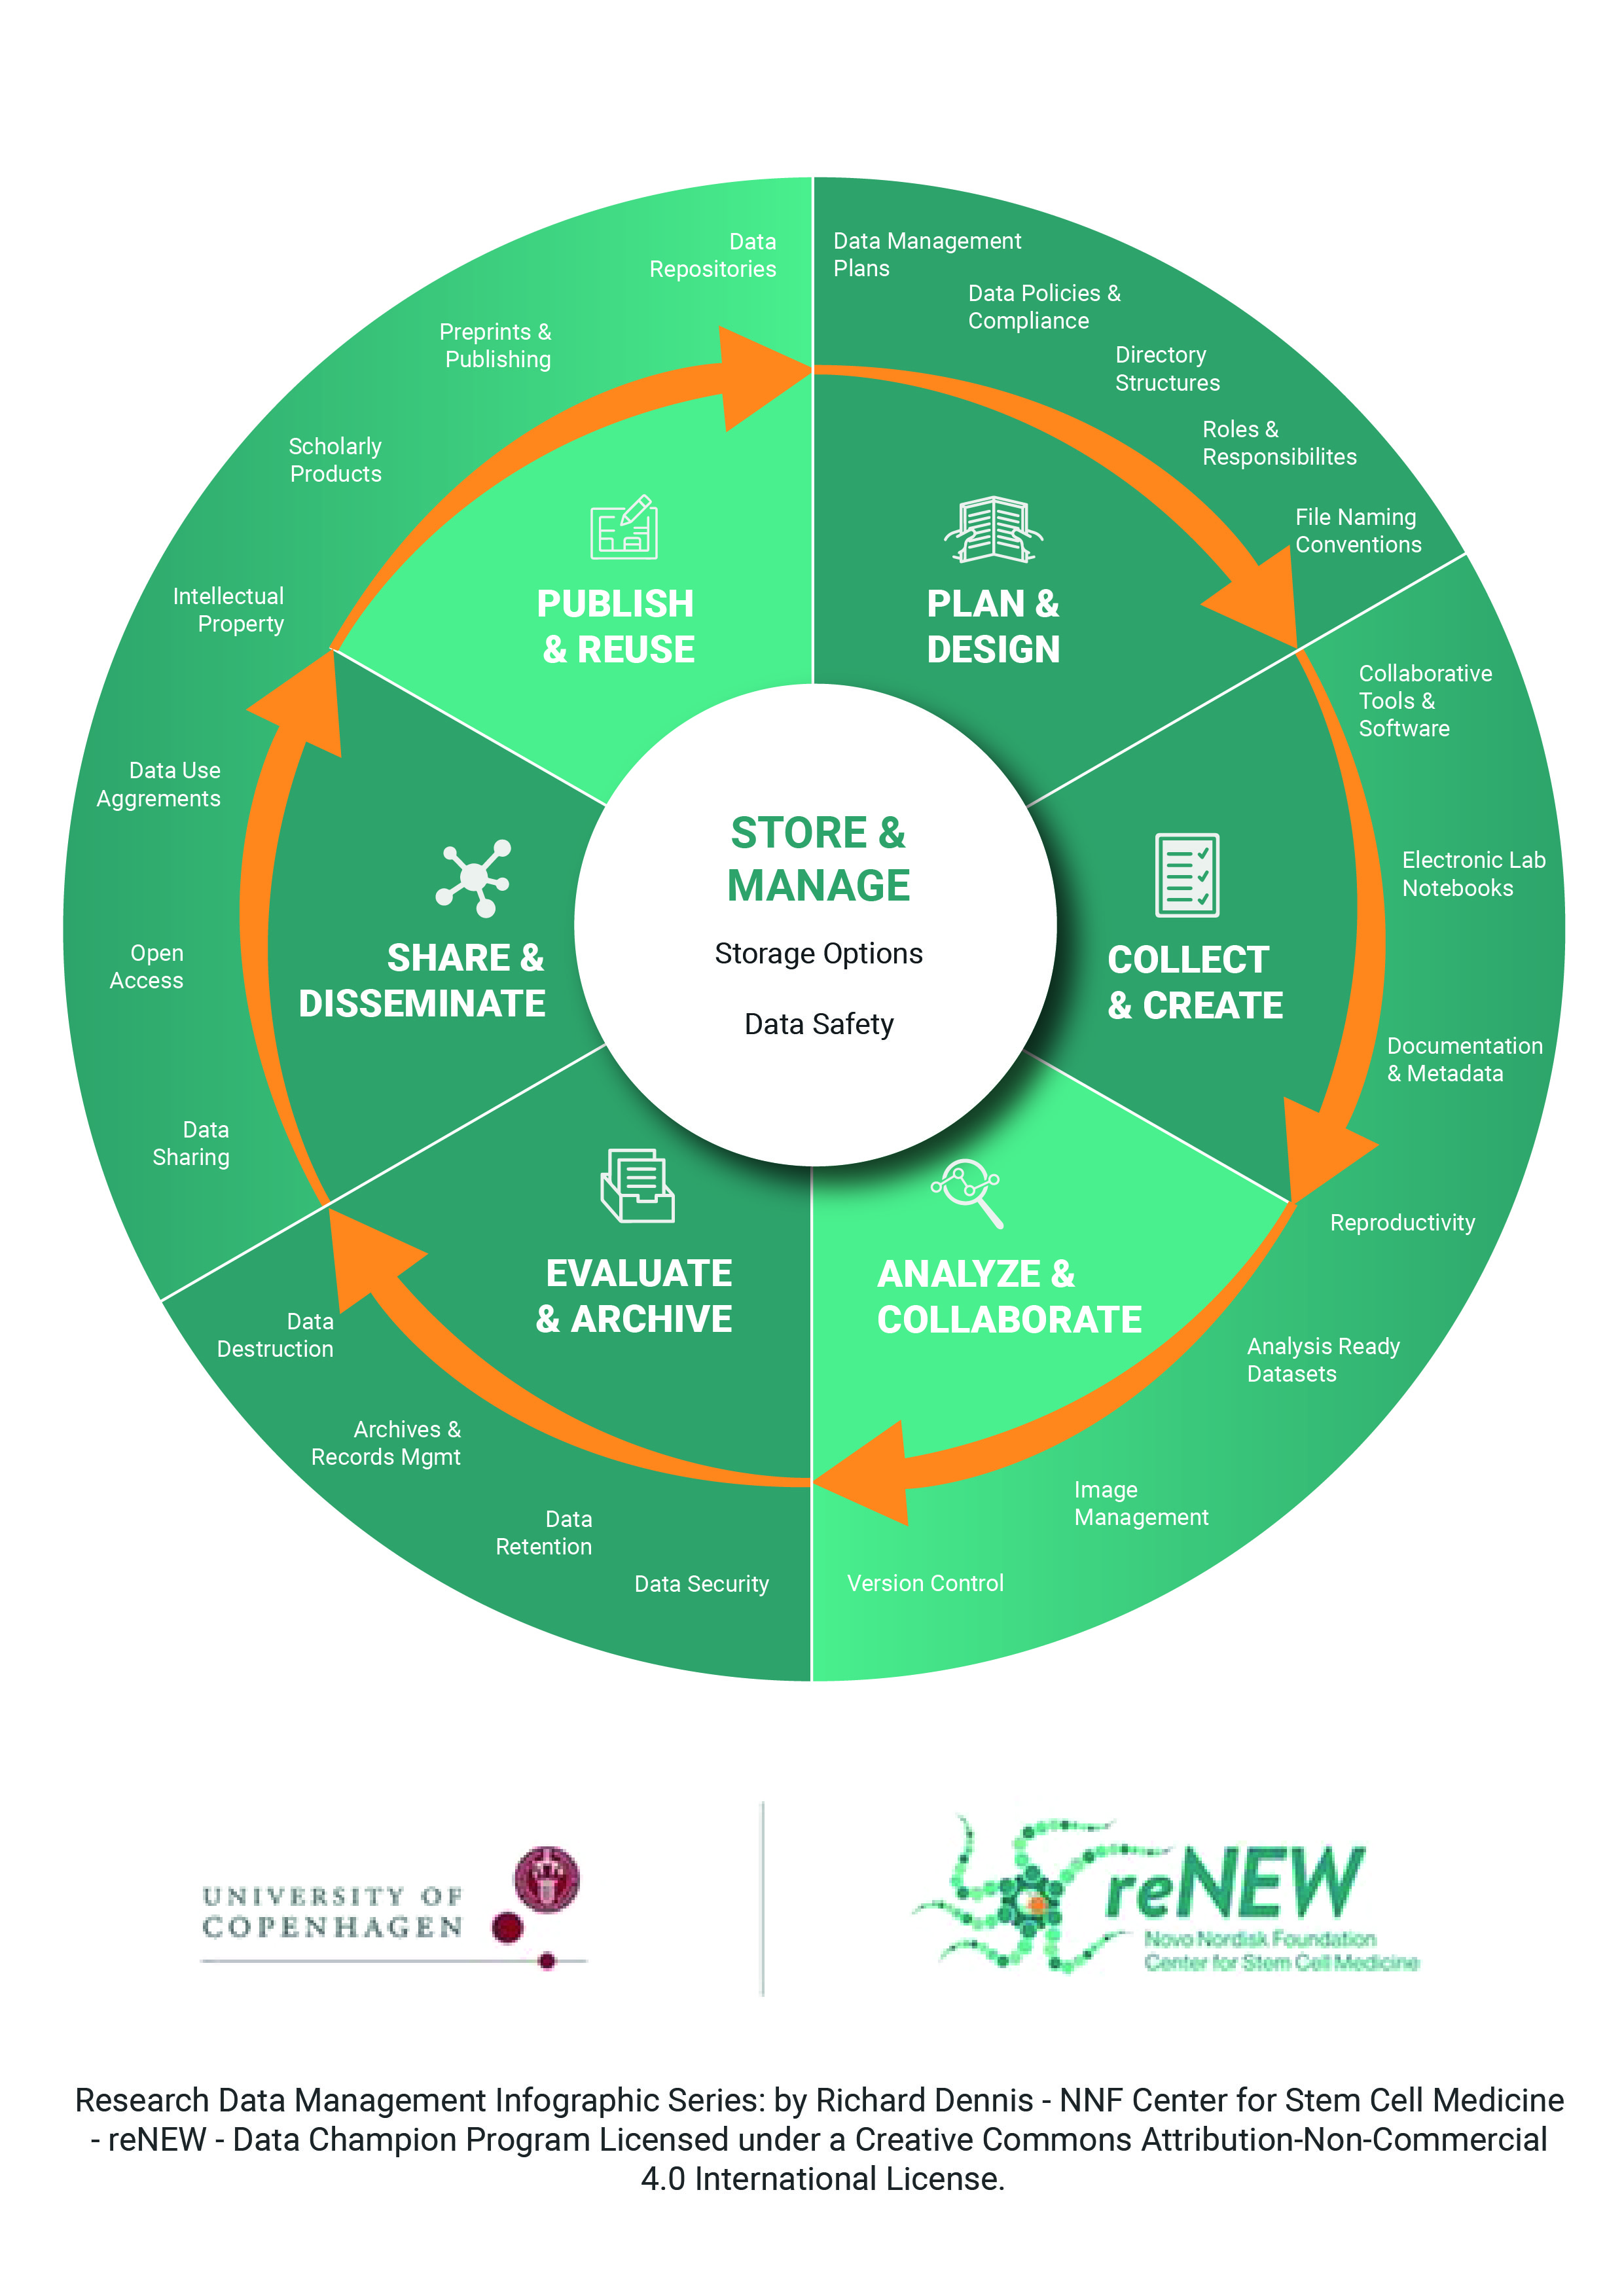 Data
Repositories
Data Management
Plans
Data Policies &
Compliance
Directory
Structures
Roles &
Responsibilites
File Naming
Conventions
Preprints &
Publishing
Scholarly
Products
Intellectual
Property
PUBLISH
& REUSE
PLAN &
DESIGN
Collaborative
Tools &
Software
Electronic Lab
Notebooks
Documentation
& Metadata
COLLECT
& CREATE
STORE &
MANAGE
Storage Options
Data Safety
Data Use
Aggrements
Open
Access
Data
Sharing
SHARE &
DISSEMINATE
EVALUATE
& ARCHIVE
ANALYZE &
COLLABORATE
Reproductivity
Analysis Ready
Datasets
Image
Management
Version Control
Data
Destruction
Archives &
Records Mgmt
Data
Retention
Data Security
UNIVERSITY OF
COPENHAGEN
reNEW
Novo Nordisk Foundation
Center for Stem Cell Medicine
Research Data Management Infographic Series: by Richard Dennis - NNF Center for Stem Cell Medicine
- reNEW - Data Champion Program Licensed under a Creative Commons Attribution-Non-Commercial
4.0 International License.